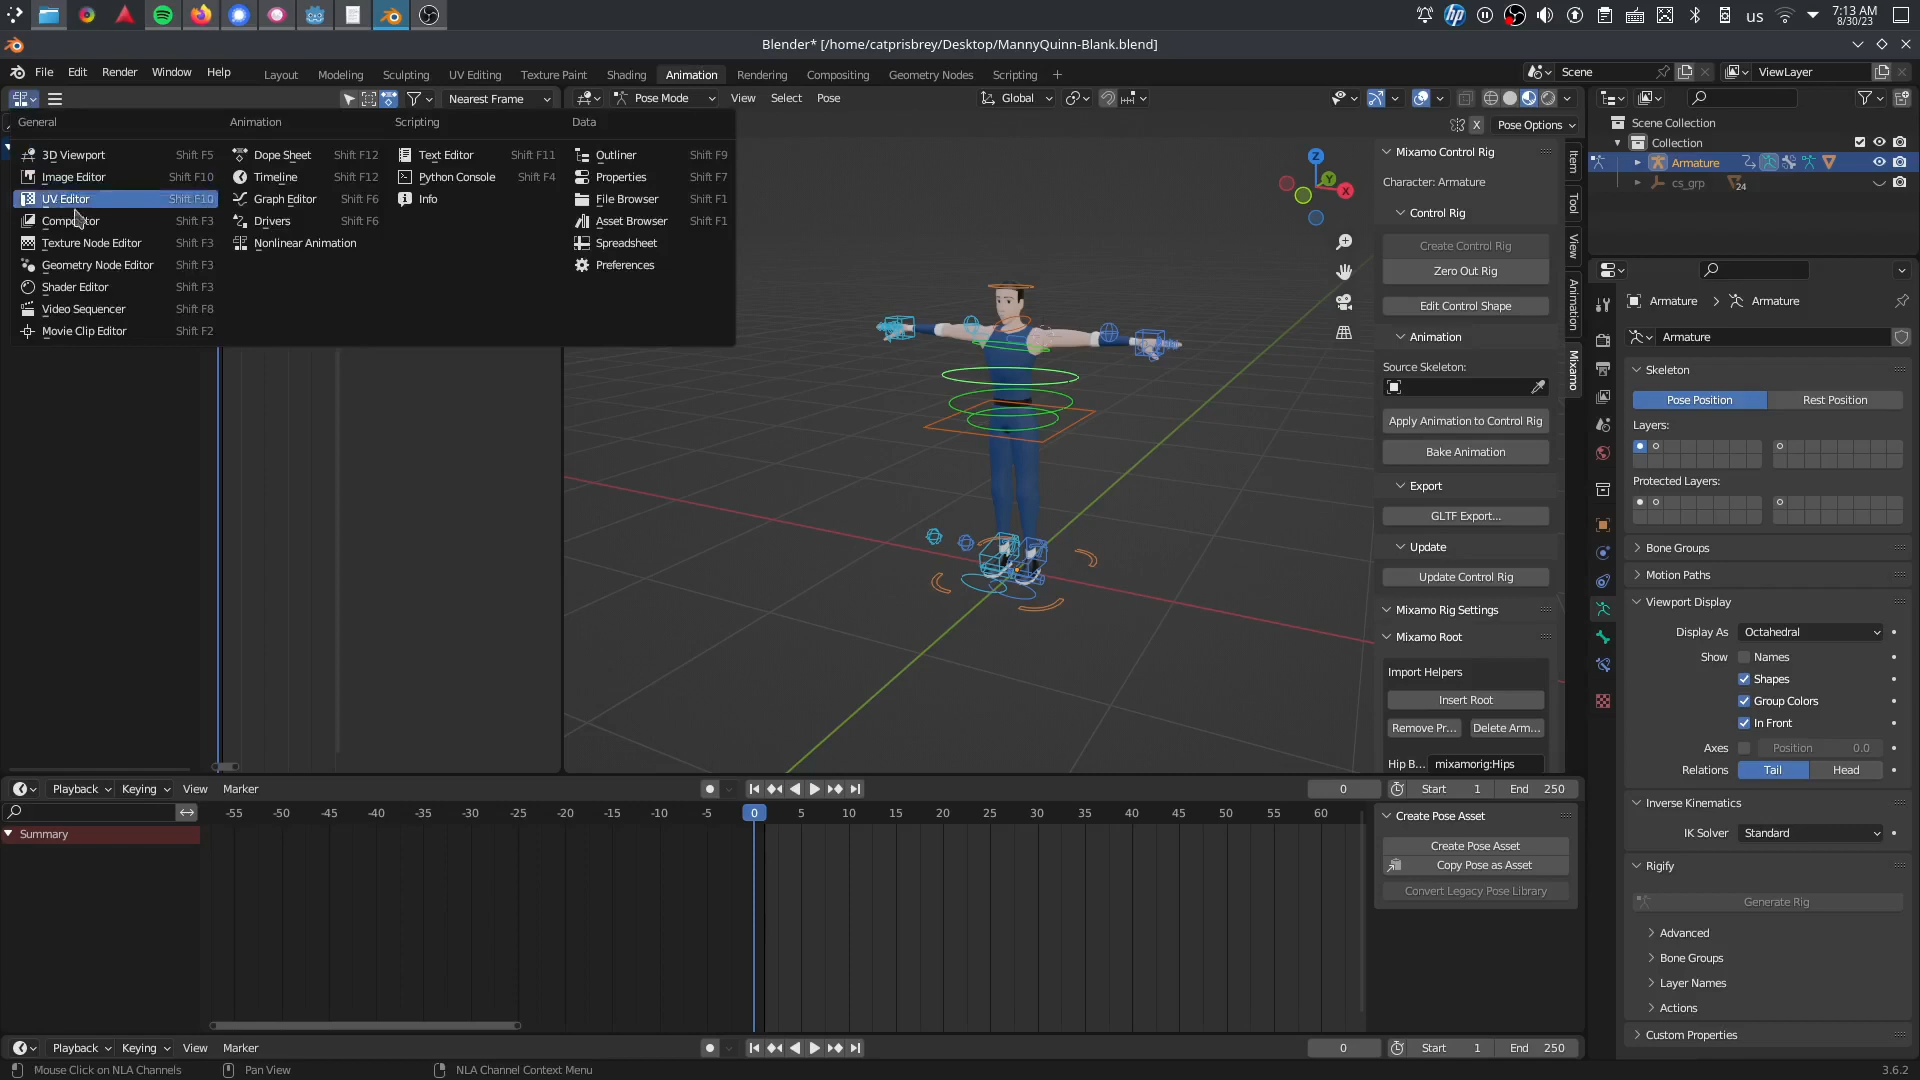 us
7:13 AM
8/30/23
Blender* [/home/catprisbrey/Desktop/MannyQuinn-Blank.blend]
File Edit Render Window Help
Layout Modeling Sculpting UV Editing Texture Paint Shading Animation Rendering Compositing Geometry Nodes Scripting +
Scene
ViewLayer
Nearest Frame
Pose Mode View Select Pose
Global
X Pose Options
General
3D Viewport Shift F5
Image Editor Shift F10
UV Editor Shift F10
Compositor Shift F3
Texture Node Editor Shift F3
Geometry Node Editor Shift F3
Shader Editor Shift F3
Video Sequencer Shift F8
Movie Clip Editor Shift F2
Animation
Dope Sheet Shift F12
Timeline Shift F12
Graph Editor Shift F6
Drivers Shift F6
Nonlinear Animation
Scripting
Text Editor Shift F11
Python Console Shift F4
Info
Data
Outliner Shift F9
Properties Shift F7
File Browser Shift F1
Asset Browser Shift F1
Spreadsheet
Preferences
Z
Y
X
Mixamo Control Rig
Character: Armature
Control Rig
Create Control Rig
Zero Out Rig
Edit Control Shape
Animation
Source Skeleton:
Apply Animation to Control Rig
Bake Animation
Export
GLTF Export...
Update
Update Control Rig
Mixamo Rig Settings
Mixamo Root
Import Helpers
Insert Root
Remove Pr... Delete Arm...
Hip B... mixamorig:Hips
Item
Tool
View
Animation
Mixamo
Scene Collection
Collection
Armature
cs_grp 24
Armature > Armature
Armature
Skeleton
Pose Position Rest Position
Layers:
Protected Layers:
Bone Groups
Motion Paths
Viewport Display
Display As Octahedral
Show Names
Shapes
Group Colors
In Front
Axes Position 0.0
Relations Tail Head
Inverse Kinematics
IK Solver Standard
Rigify
Generate Rig
Advanced
Bone Groups
Layer Names
Actions
Custom Properties
Playback Keying View Marker
0 Start 1 End 250
-55 -50 -45 -40 -35 -30 -25 -20 -15 -10 -5 0 5 10 15 20 25 30 35 40 45 50 55 60
Summary
Create Pose Asset
Create Pose Asset
Copy Pose as Asset
Convert Legacy Pose Library
Playback Keying View Marker
0 Start 1 End 250
Mouse Click on NLA Channels Pan View NLA Channel Context Menu
3.6.2